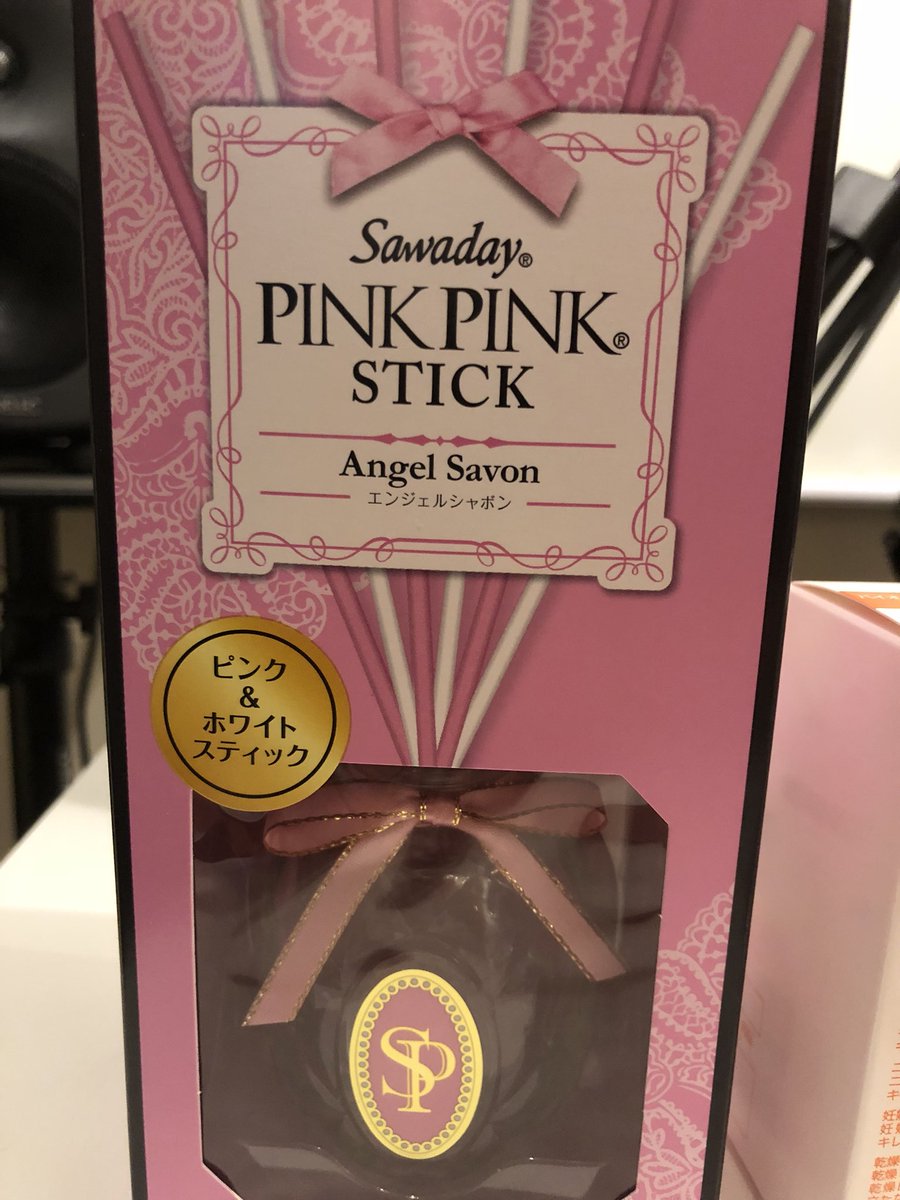 Sawaday®
PINK PINK®
STICK
Angel Savon
エンジェルシャボン
ピンク
&
ホワイト
スティック
SP